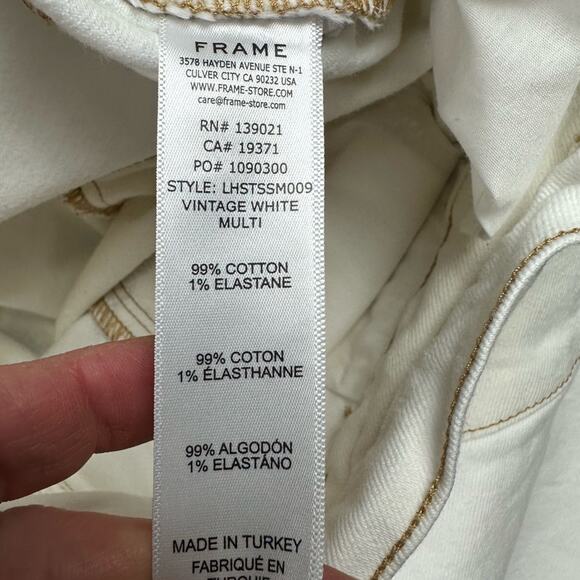 FRAME
3578 HAYDEN AVENUE STE N-1
CULVER CITY CA 90232 USA
WWW.FRAME-STORE.COM
care@frame-store.com
RN# 139021
CA# 19371
PO# 1090300
STYLE: LHSTSSM009
VINTAGE WHITE
MULTI
99% COTTON
1% ELASTANE
99% COTON
1% ÉLASTHANNE
99% ALGODÓN
1% ELASTÁNO
MADE IN TURKEY
FABRIQUÉ EN
TURQUIE